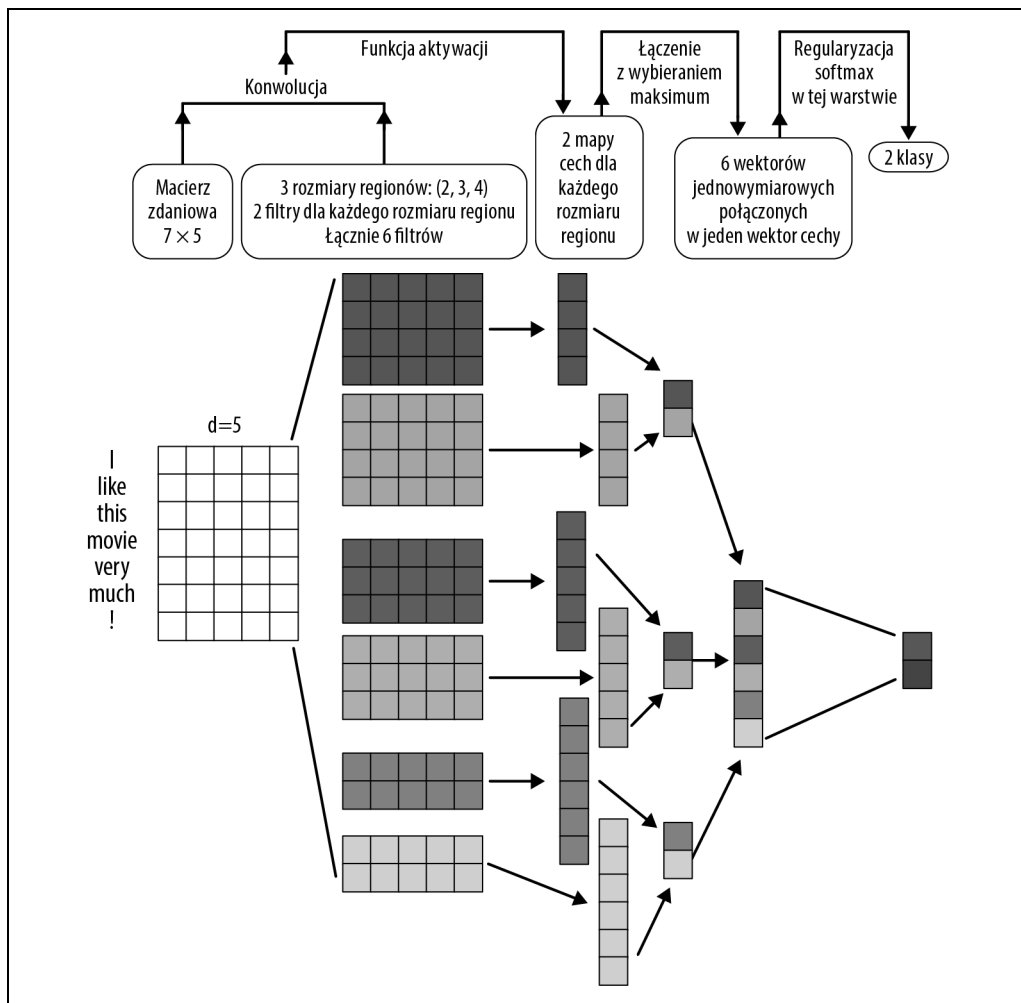 Funkcja aktywacji
Konwolucja
Łączenie
z wybieraniem
maksimum
Regularyzacja
softmax
w tej warstwie
Macierz
zdaniowa
7 × 5
3 rozmiary regionów: (2, 3, 4)
2 filtry dla każdego rozmiaru regionu
Łącznie 6 filtrów
2 mapy
cech dla
każdego
rozmiaru
regionu
6 wektorów
jednowymiarowych
połączonych
w jeden wektor cechy
2 klasy
d=5
I
like
this
movie
very
much
!